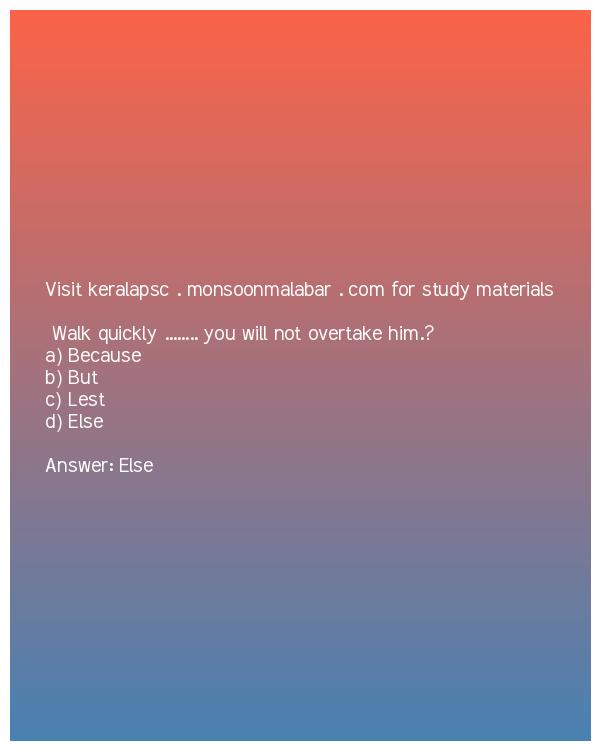 Visit keralapsc . monsoonmalabar . com for study materials
Walk quickly ........ you will not overtake him.?
a) Because
b) But
c) Lest
d) Else
Answer: Else